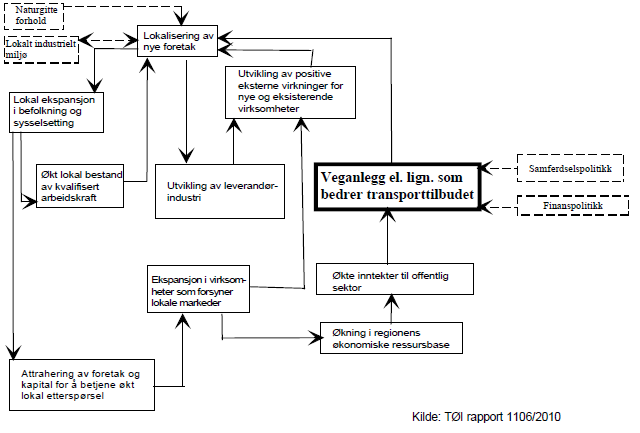 Naturgitte
forhold
Lokalt industrielt
miljø
Lokalisering av
nye foretak
Utvikling av positive
eksterne virkninger for
nye og eksisterende
virksomheter
Lokal ekspansjon
i befolkning og
sysselsetting
Økt lokal bestand
av kvalifisert
arbeidskraft
Utvikling av leverandør-
industri
Veganlegg el. lign. som
bedrer transporttilbudet
Samferdselspolitikk
Finanspolitikk
Ekspansjon i virksom-
heter som forsyner
lokale markeder
Økte inntekter til offentlig
sektor
Økning i regionens
økonomiske ressursbase
Attrahering av foretak og
kapital for å betjene økt
lokal etterspørsel
Kilde: TØI rapport 1106/2010